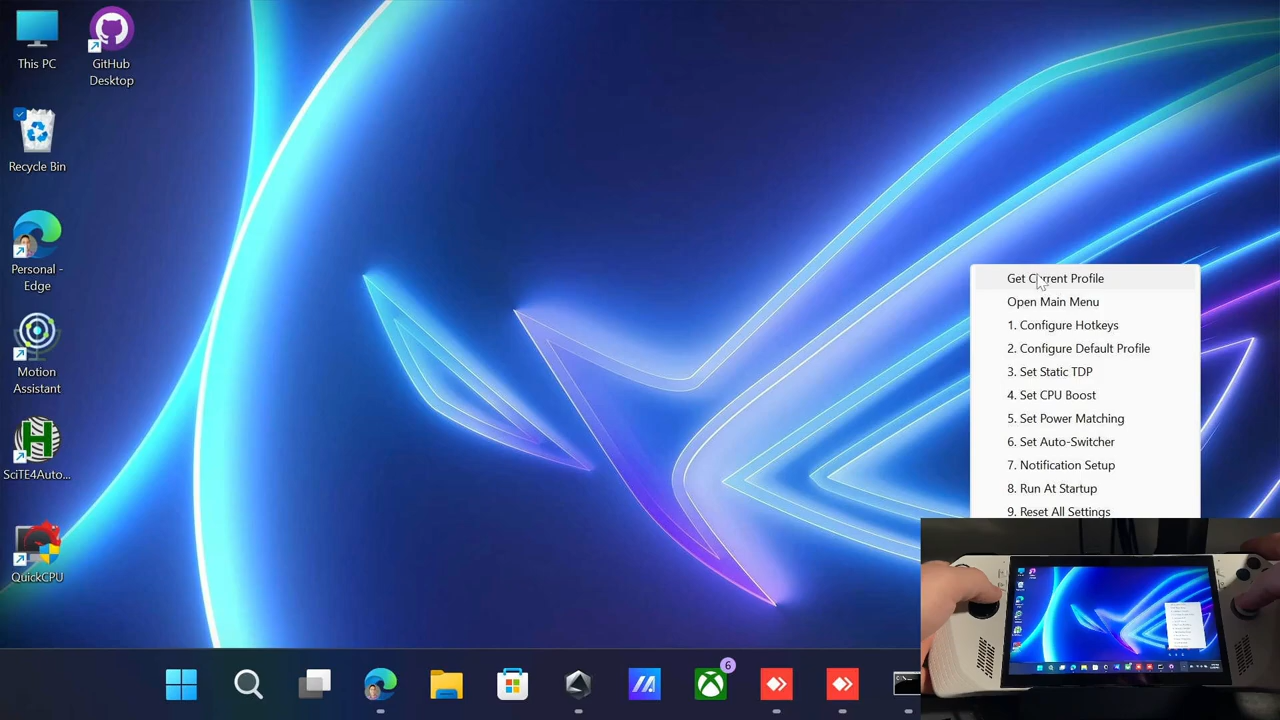 This PC
GitHub
Desktop
Recycle Bin
Personal -
Edge
Motion
Assistant
SciTE4Auto...
QuickCPU
Get Current Profile
Open Main Menu
1. Configure Hotkeys
2. Configure Default Profile
3. Set Static TDP
4. Set CPU Boost
5. Set Power Matching
6. Set Auto-Switcher
7. Notification Setup
8. Run At Startup
9. Reset All Settings
6